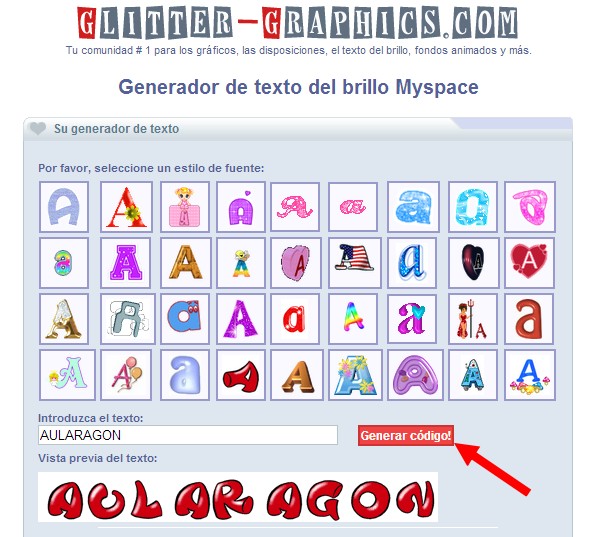 GLITTER-GRAPHICS.COM
Tu comunidad # 1 para los gráficos, las disposiciones, el texto del brillo, fondos animados y más.
Generador de texto del brillo Myspace
Su generador de texto
Por favor, seleccione un estilo de fuente:
A A A A A a a a a
A A A A A A a A A
A A a A a A a A a
A A a A A A A A A
Introduzca el texto:
AULARAGON
Generar código!
Vista previa del texto:
AULARAGON